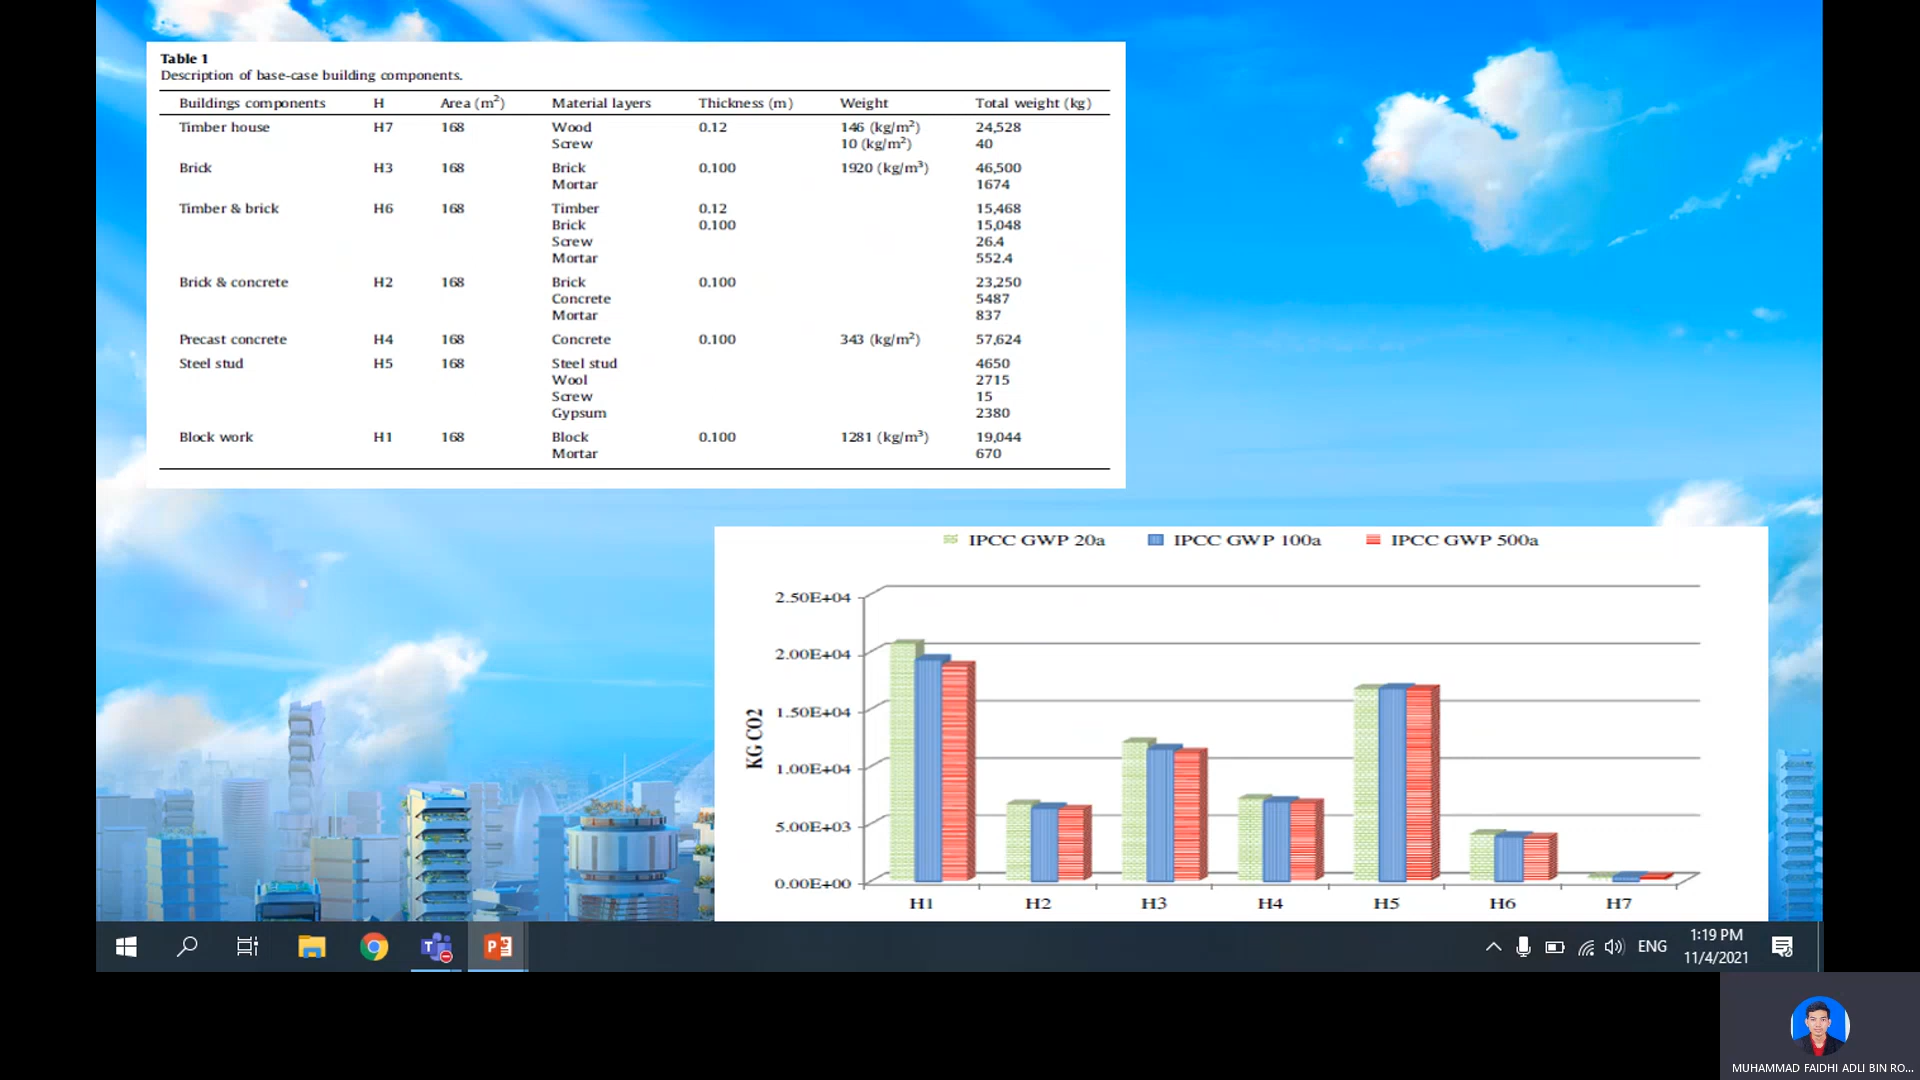 Table 1
Description of base-case building components.
Buildings components H Area (m²) Material layers Thickness (m) Weight Total weight (kg)
Timber house H7 168 Wood 0.12 146 (kg/m²) 24,528
Screw 10 (kg/m²) 40
Brick H3 168 Brick 0.100 1920 (kg/m³) 46,500
Mortar 1674
Timber & brick H6 168 Timber 0.12 15,468
Brick 0.100 15,048
Screw 26.4
Mortar 552.4
Brick & concrete H2 168 Brick 0.100 23,250
Concrete 5487
Mortar 837
Precast concrete H4 168 Concrete 0.100 343 (kg/m²) 57,624
Steel stud H5 168 Steel stud 4650
Wool 2715
Screw 15
Gypsum 2380
Block work H1 168 Block 0.100 1281 (kg/m³) 19,044
Mortar 670
IPCC GWP 20a IPCC GWP 100a IPCC GWP 500a
2.50E+04
2.00E+04
1.50E+04
1.00E+04
5.00E+03
0.00E+00
KG CO2
H1 H2 H3 H4 H5 H6 H7
ENG
1:19 PM
11/4/2021
MUHAMMAD FAIDHI ADLI BIN RO...